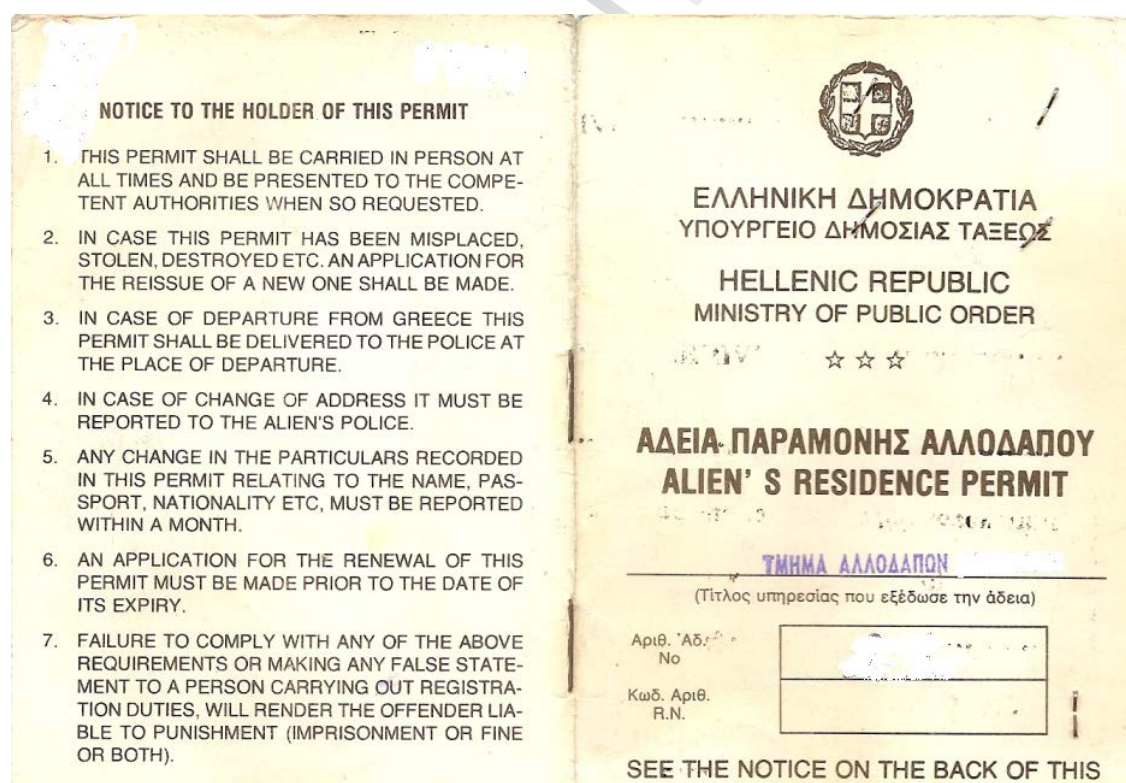 NOTICE TO THE HOLDER OF THIS PERMIT
1. THIS PERMIT SHALL BE CARRIED IN PERSON AT
ALL TIMES AND BE PRESENTED TO THE COMPE-
TENT AUTHORITIES WHEN SO REQUESTED.
2. IN CASE THIS PERMIT HAS BEEN MISPLACED,
STOLEN, DESTROYED ETC. AN APPLICATION FOR
THE REISSUE OF A NEW ONE SHALL BE MADE.
3. IN CASE OF DEPARTURE FROM GREECE THIS
PERMIT SHALL BE DELIVERED TO THE POLICE AT
THE PLACE OF DEPARTURE.
4. IN CASE OF CHANGE OF ADDRESS IT MUST BE
REPORTED TO THE ALIEN'S POLICE.
5. ANY CHANGE IN THE PARTICULARS RECORDED
IN THIS PERMIT RELATING TO THE NAME, PAS-
SPORT, NATIONALITY ETC, MUST BE REPORTED
WITHIN A MONTH.
6. AN APPLICATION FOR THE RENEWAL OF THIS
PERMIT MUST BE MADE PRIOR TO THE DATE OF
ITS EXPIRY.
7. FAILURE TO COMPLY WITH ANY OF THE ABOVE
REQUIREMENTS OR MAKING ANY FALSE STATE-
MENT TO A PERSON CARRYING OUT REGISTRA-
TION DUTIES, WILL RENDER THE OFFENDER LIA-
BLE TO PUNISHMENT (IMPRISONMENT OR FINE
OR BOTH).
ΕΛΛΗΝΙΚΗ ΔΗΜΟΚΡΑΤΙΑ
ΥΠΟΥΡΓΕΙΟ ΔΗΜΟΣΙΑΣ ΤΑΞΕΩΣ
HELLENIC REPUBLIC
MINISTRY OF PUBLIC ORDER
☆ ☆ ☆
ΑΔΕΙΑ ΠΑΡΑΜΟΝΗΣ ΑΛΛΟΔΑΠΟΥ
ALIEN' S RESIDENCE PERMIT
ΤΜΗΜΑ ΑΛΛΟΔΑΠΩΝ
(Τίτλος υπηρεσίας που εξέδωσε την άδεια)
Αριθ. Άδ.
No
Κωδ. Αριθ.
R.N.
SEE THE NOTICE ON THE BACK OF THIS